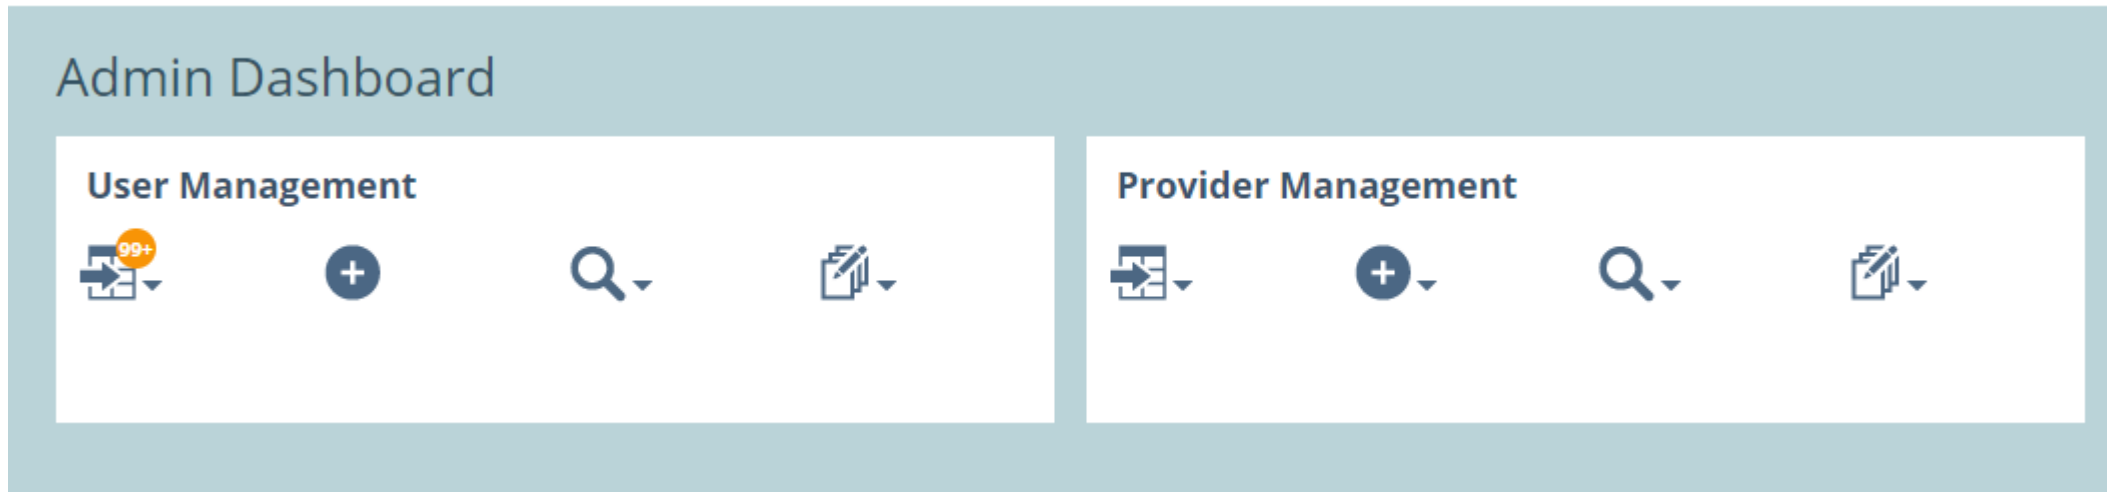 Admin Dashboard
User Management
99+
Provider Management